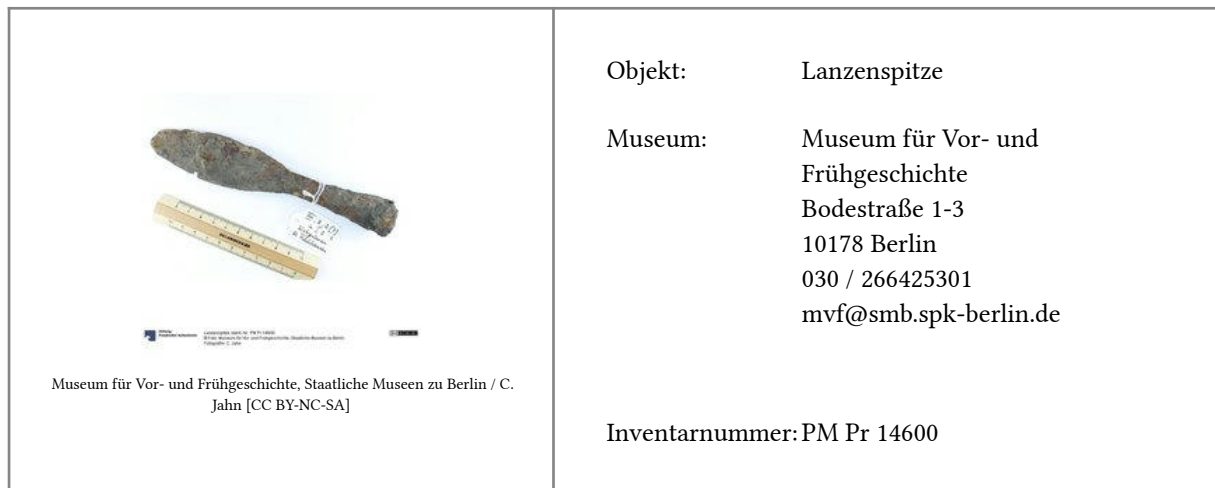 Museum für Vor- und Frühgeschichte, Staatliche Museen zu Berlin / C.
Jahn [CC BY-NC-SA]
Objekt: Lanzenspitze
Museum: Museum für Vor- und
Frühgeschichte
Bodestraße 1-3
10178 Berlin
030 / 266425301
mvf@smb.spk-berlin.de
Inventarnummer: PM Pr 14600